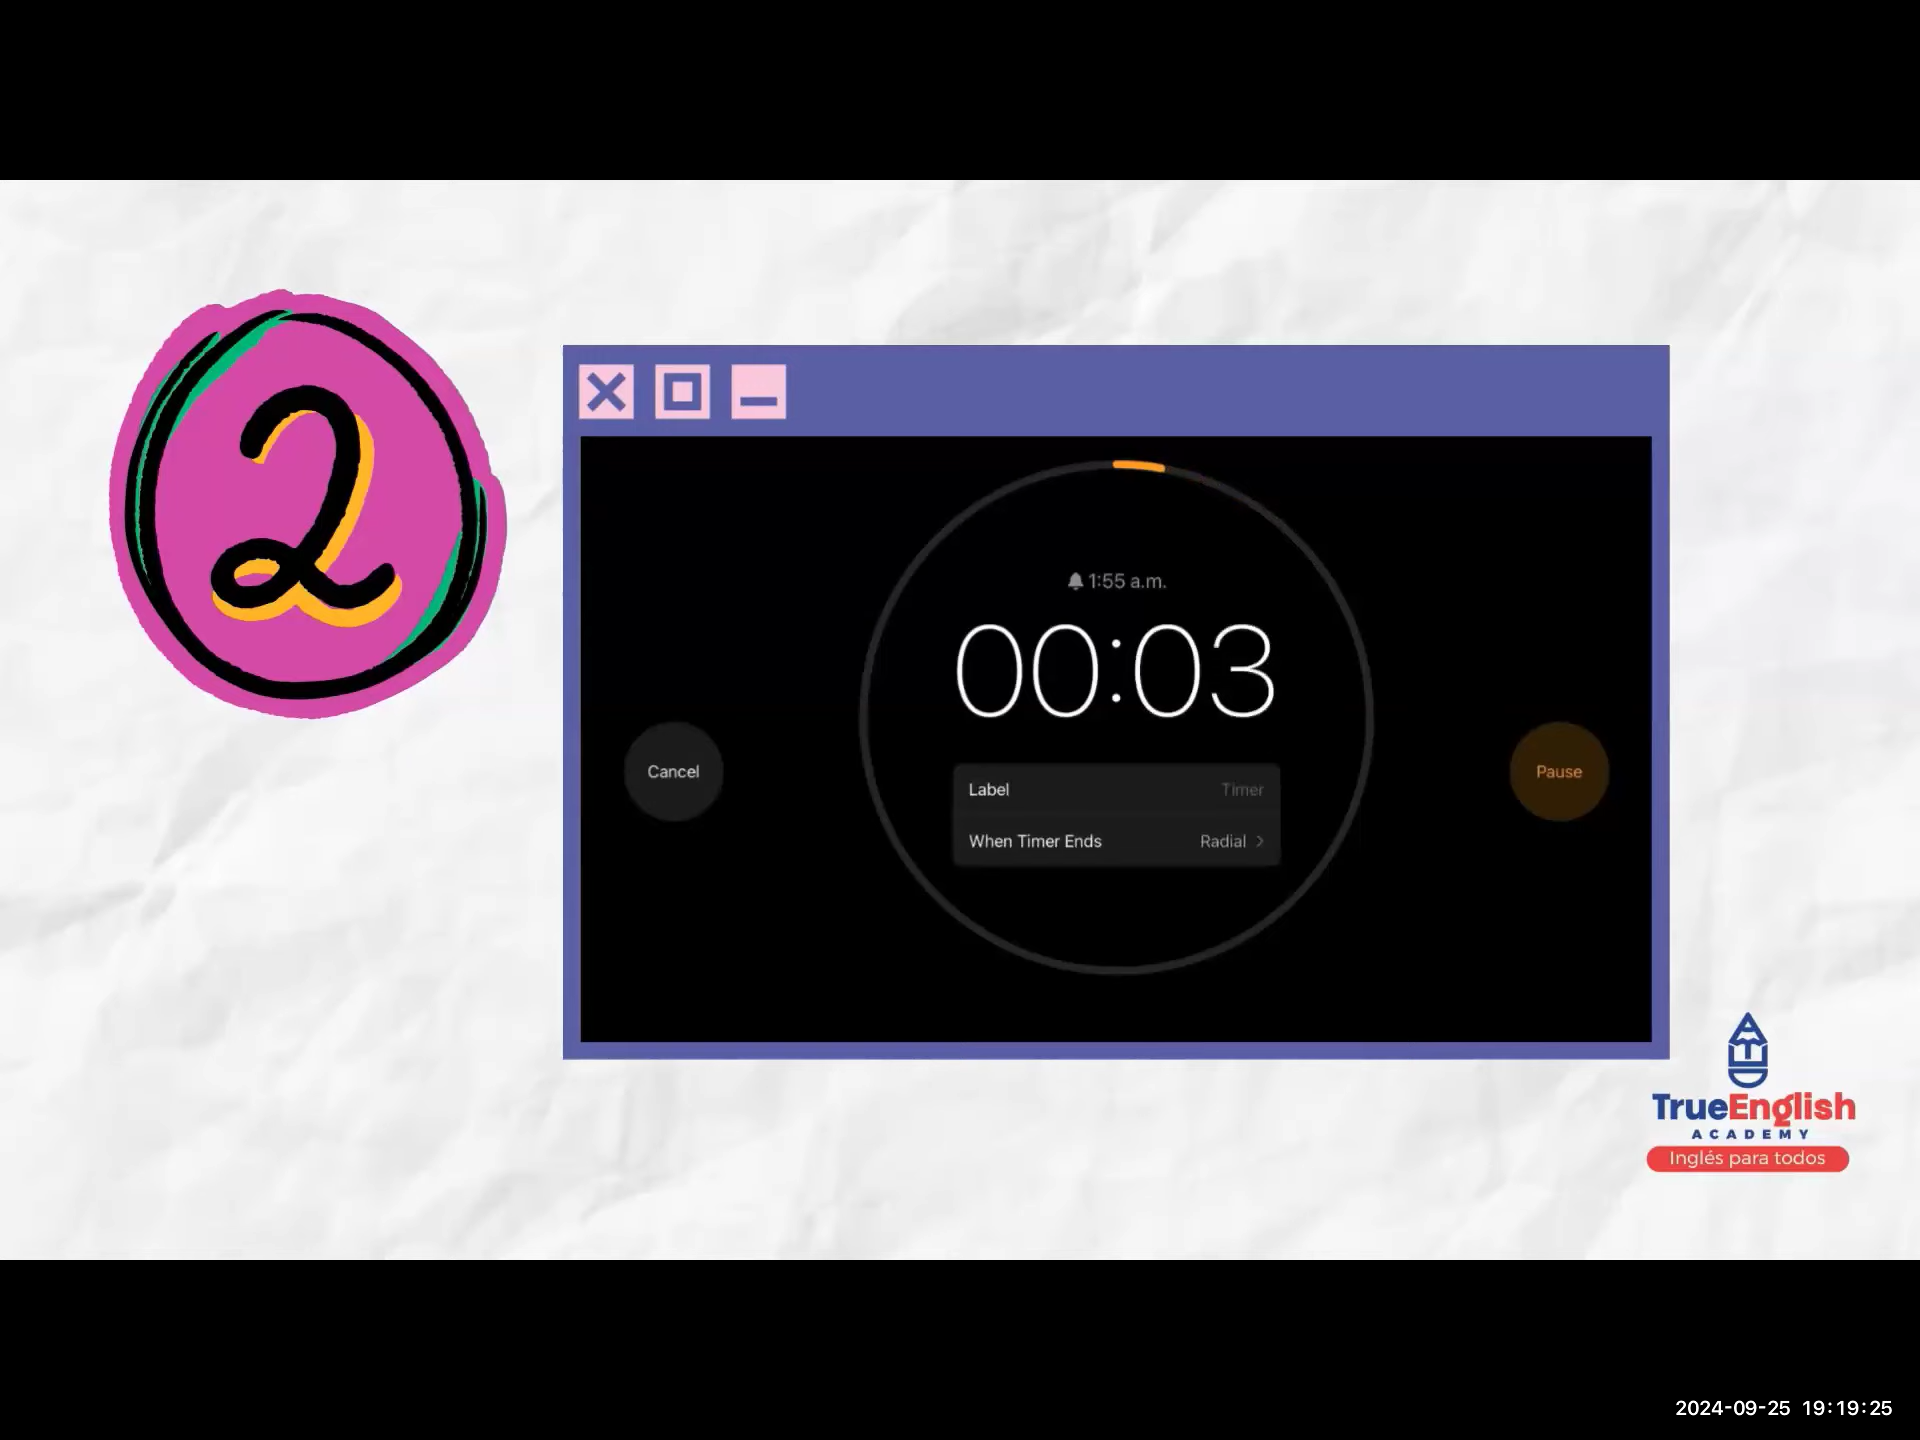 2
1:55 a.m.
00:03
Cancel
Pause
Label Timer
When Timer Ends Radial
TrueEnglish
ACADEMY
Inglés para todos
2024-09-25 19:19:25